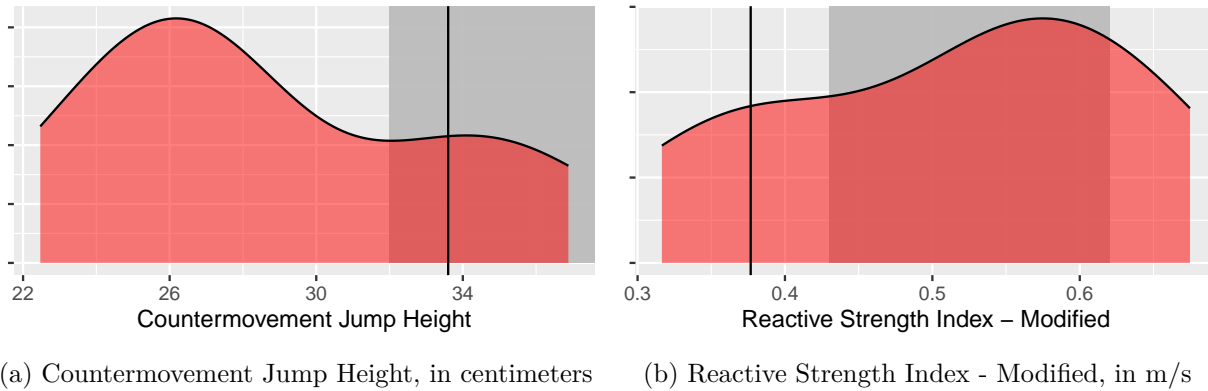 22 26 30 34
Countermovement Jump Height
0.3 0.4 0.5 0.6
Reactive Strength Index – Modified
(a) Countermovement Jump Height, in centimeters
(b) Reactive Strength Index - Modified, in m/s